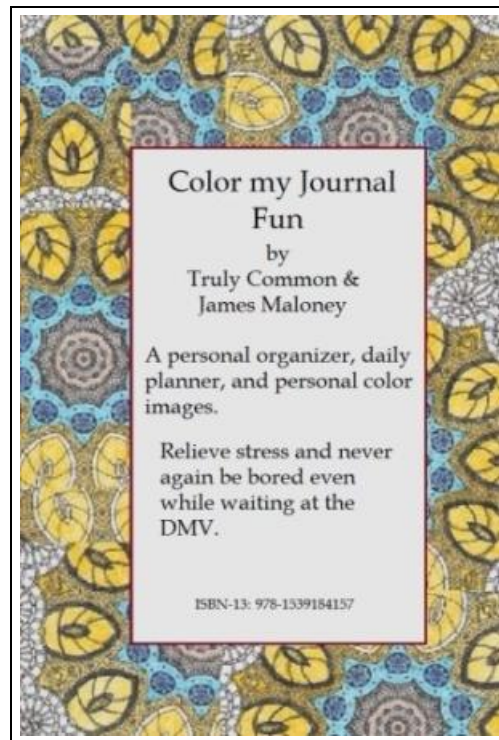 Color my Journal
Fun
by
Truly Common &
James Maloney
A personal organizer, daily
planner, and personal color
images.
Relieve stress and never
again be bored even
while waiting at the
DMV.
ISBN-13: 978-1539184157